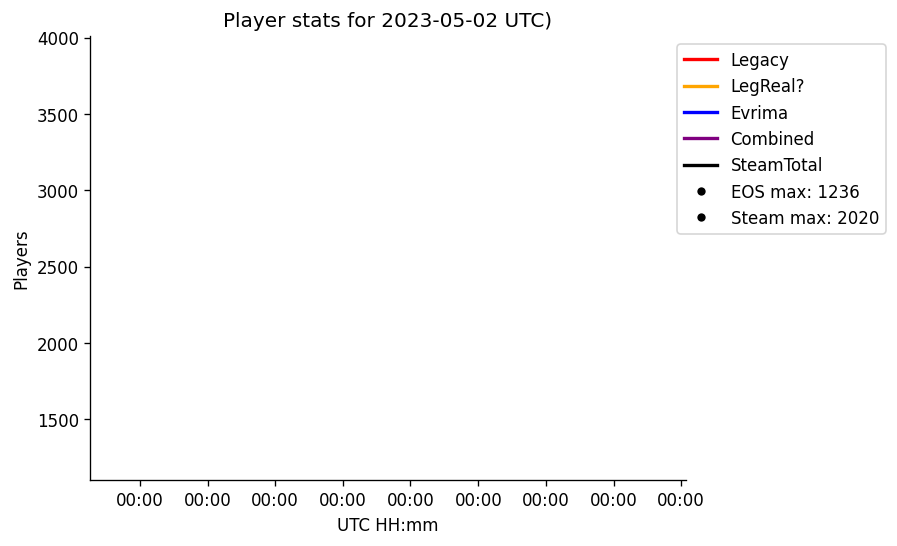 Player stats for 2023-05-02 UTC)
4000
3500
3000
2500
2000
1500
Players
00:00 00:00 00:00 00:00 00:00 00:00 00:00 00:00 00:00
UTC HH:mm
Legacy
LegReal?
Evrima
Combined
SteamTotal
EOS max: 1236
Steam max: 2020